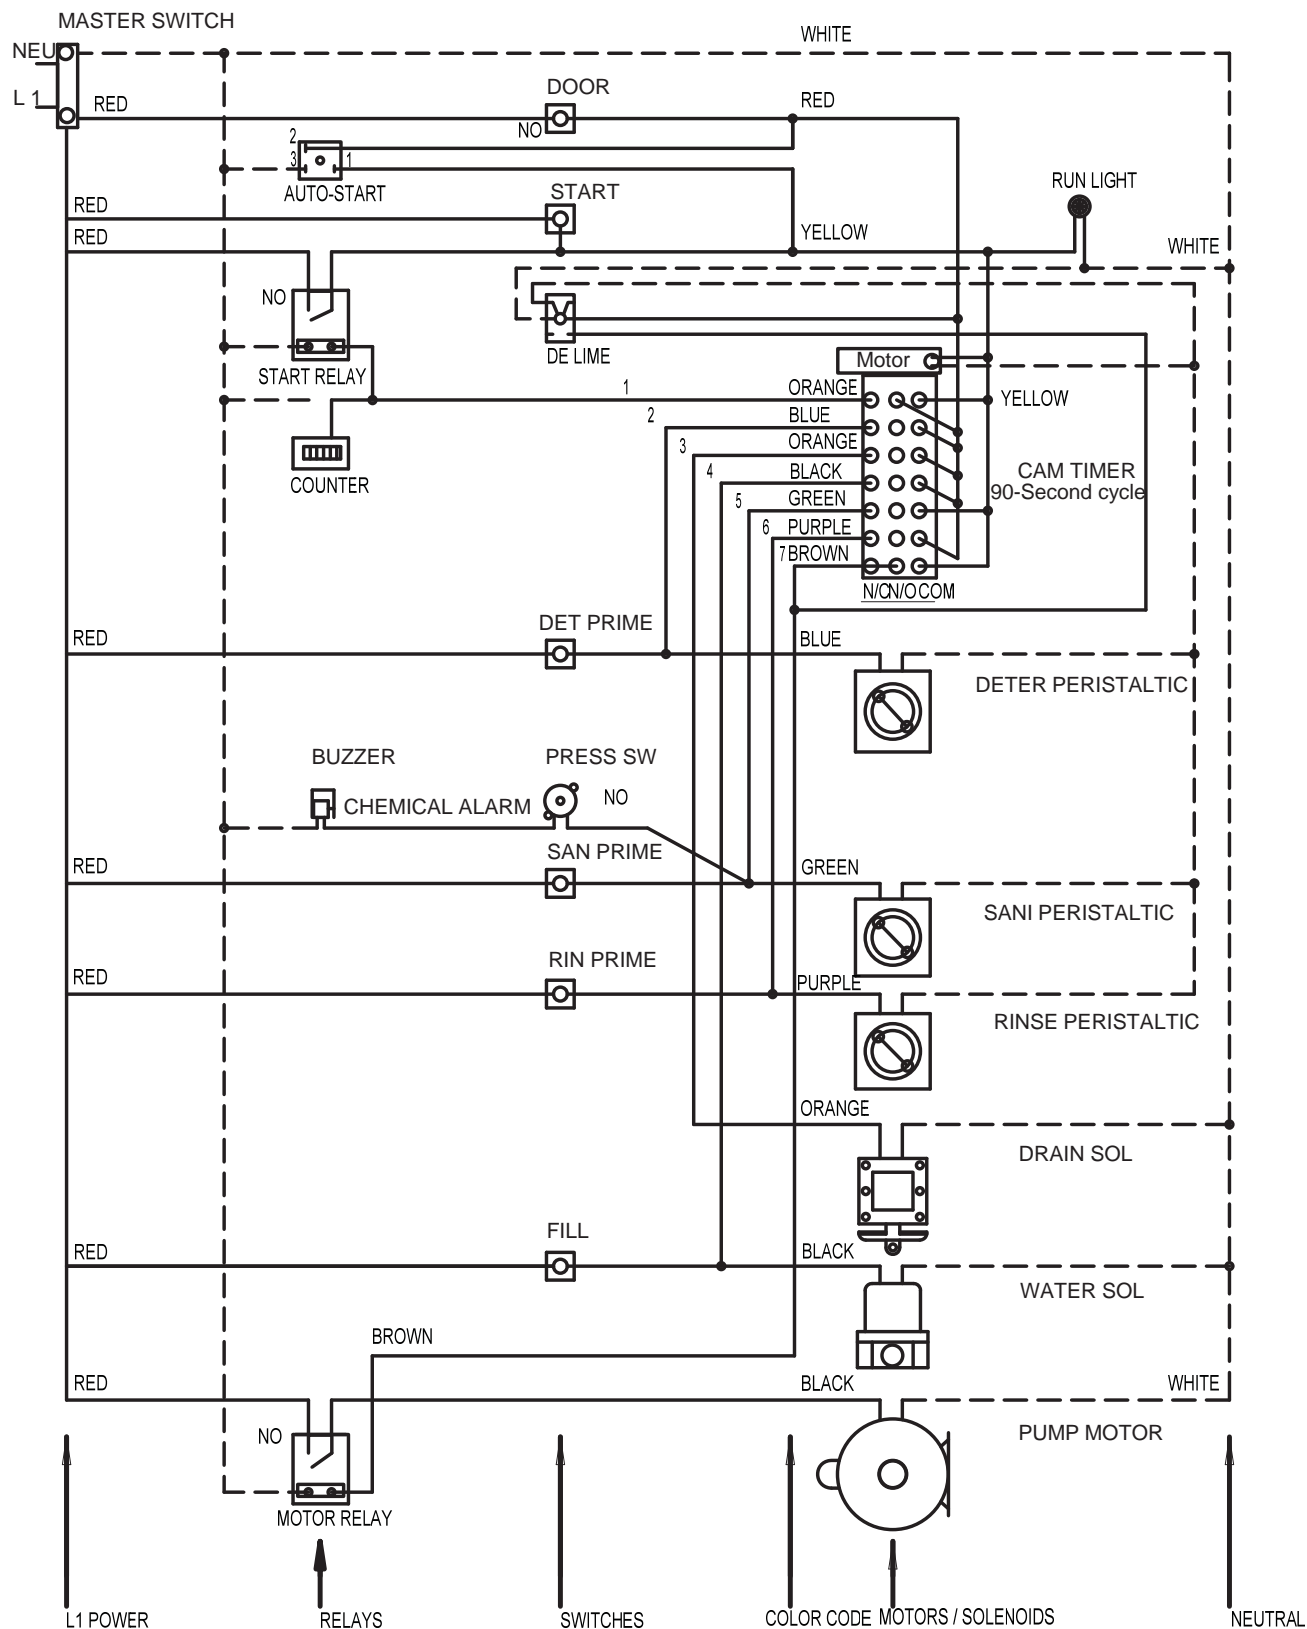 MASTER SWITCH
NEU
WHITE
L 1
RED
DOOR
RED
NO
2
3
1
AUTO-START
START
RUN LIGHT
RED
RED
YELLOW
WHITE
NO
DE LIME
Motor
START RELAY
1
ORANGE
YELLOW
2
BLUE
3
ORANGE
4
BLACK
CAM TIMER
90-Second cycle
COUNTER
5
GREEN
6
PURPLE
7 BROWN
N/C N/O COM
DET PRIME
RED
BLUE
DETER PERISTALTIC
BUZZER
PRESS SW
CHEMICAL ALARM
NO
SAN PRIME
RED
GREEN
SANI PERISTALTIC
RIN PRIME
RED
PURPLE
RINSE PERISTALTIC
ORANGE
DRAIN SOL
FILL
RED
BLACK
WATER SOL
BROWN
RED
BLACK
WHITE
NO
PUMP MOTOR
MOTOR RELAY
L1 POWER
RELAYS
SWITCHES
COLOR CODE
MOTORS / SOLENOIDS
NEUTRAL